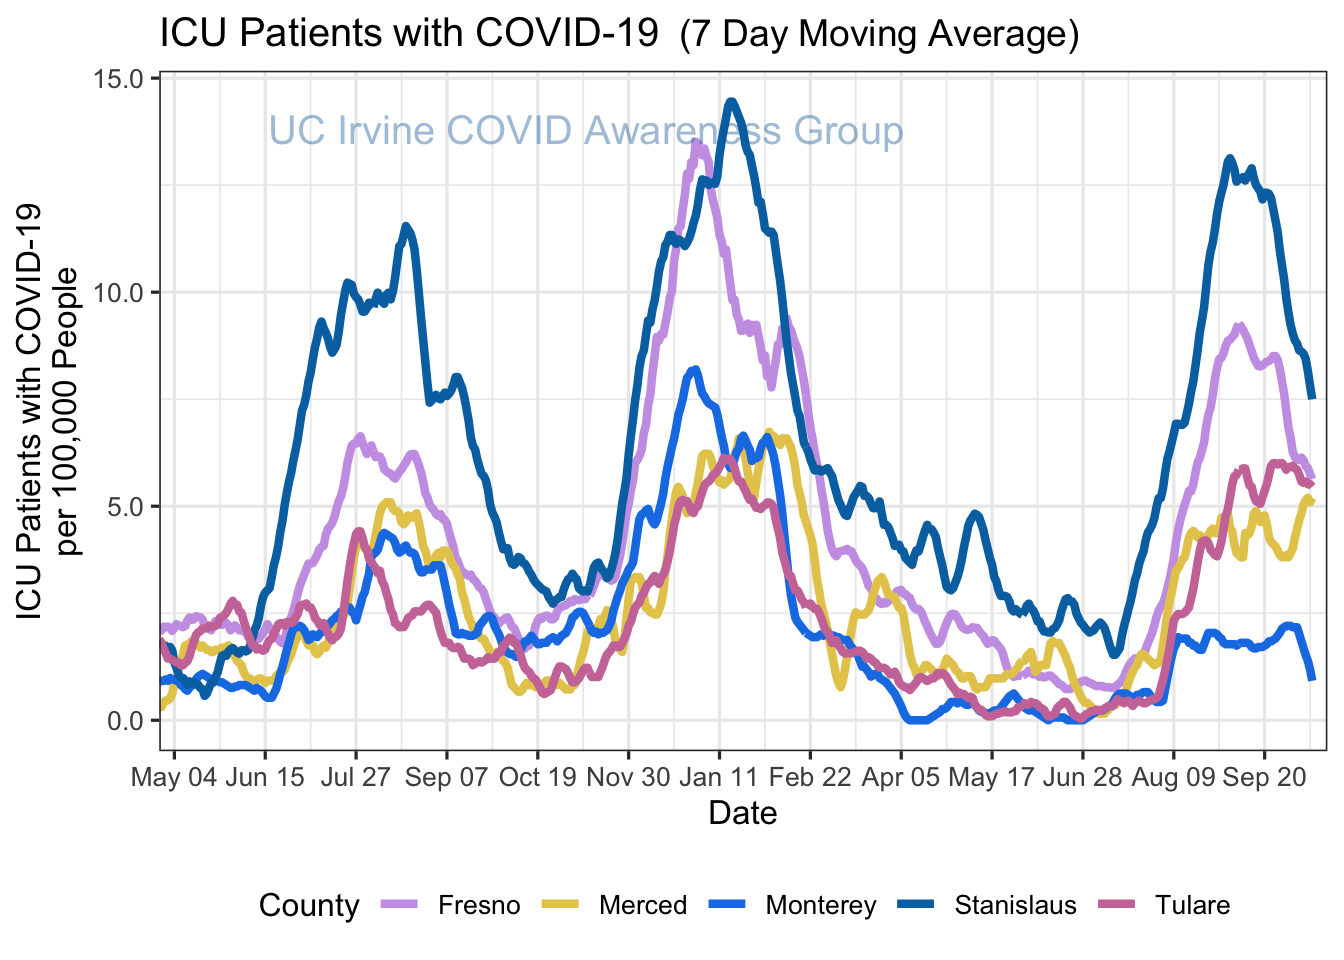 ICU Patients with COVID-19 (7 Day Moving Average)
UC Irvine COVID Awareness Group
ICU Patients with COVID-19
per 100,000 People
15.0
10.0
5.0
0.0
May 04 Jun 15 Jul 27 Sep 07 Oct 19 Nov 30 Jan 11 Feb 22 Apr 05 May 17 Jun 28 Aug 09 Sep 20
Date
County Fresno Merced Monterey Stanislaus Tulare